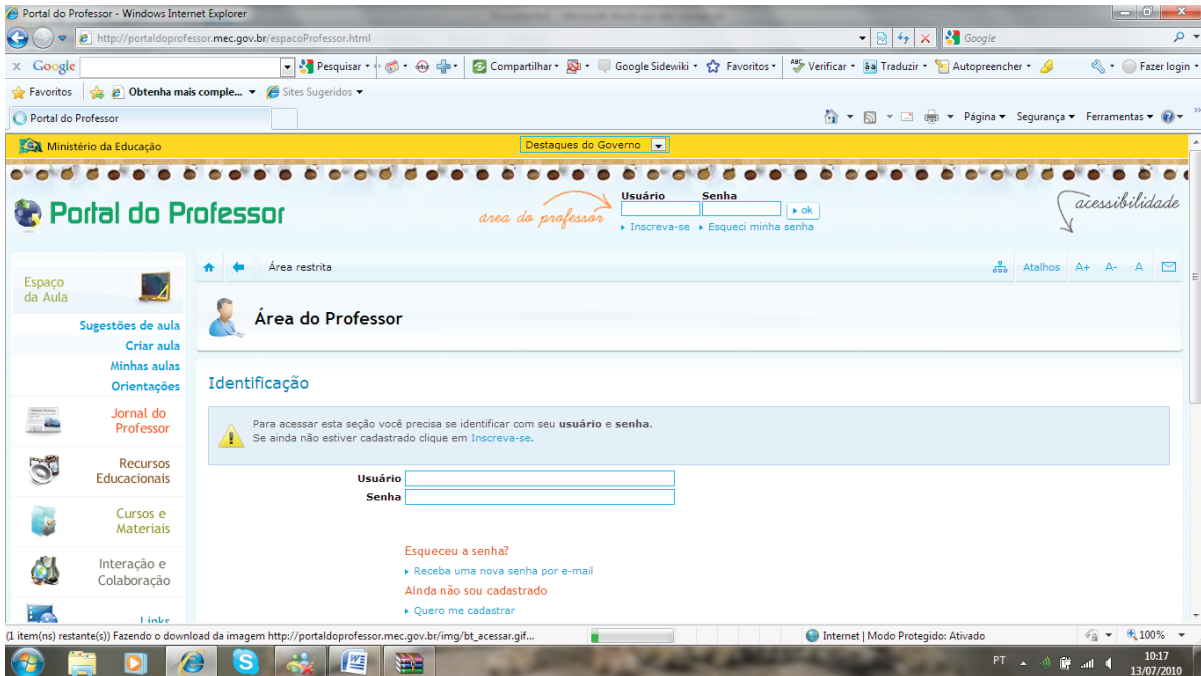 Portal do Professor - Windows Internet Explorer
http://portaldoprofessor.mec.gov.br/espacoProfessor.html
Google
x Google
Pesquisar
Compartilhar
Google Sidewiki
Favoritos
Verificar
Traduzir
Autopreencher
Fazer login
Favoritos
Obtenha mais comple...
Sites Sugeridos
Portal do Professor
Página
Segurança
Ferramentas
Ministério da Educação
Destaques do Governo
Portal do Professor
área do professor
Usuário Senha
ok
Inscreva-se Esqueci minha senha
acessibilidade
Área restrita
Atalhos A+ A- A
Espaço
da Aula
Sugestões de aula
Criar aula
Minhas aulas
Orientações
Jornal do
Professor
Recursos
Educacionais
Cursos e
Materiais
Interação e
Colaboração
Links
Área do Professor
Identificação
Para acessar esta seção você precisa se identificar com seu usuário e senha.
Se ainda não estiver cadastrado clique em Inscreva-se.
Usuário
Senha
Esqueceu a senha?
Receba uma nova senha por e-mail
Ainda não sou cadastrado
Quero me cadastrar
(1 item(ns) restante(s)) Fazendo o download da imagem http://portaldoprofessor.mec.gov.br/img/bt_acessar.gif...
Internet | Modo Protegido: Ativado
100%
PT
10:17
13/07/2010